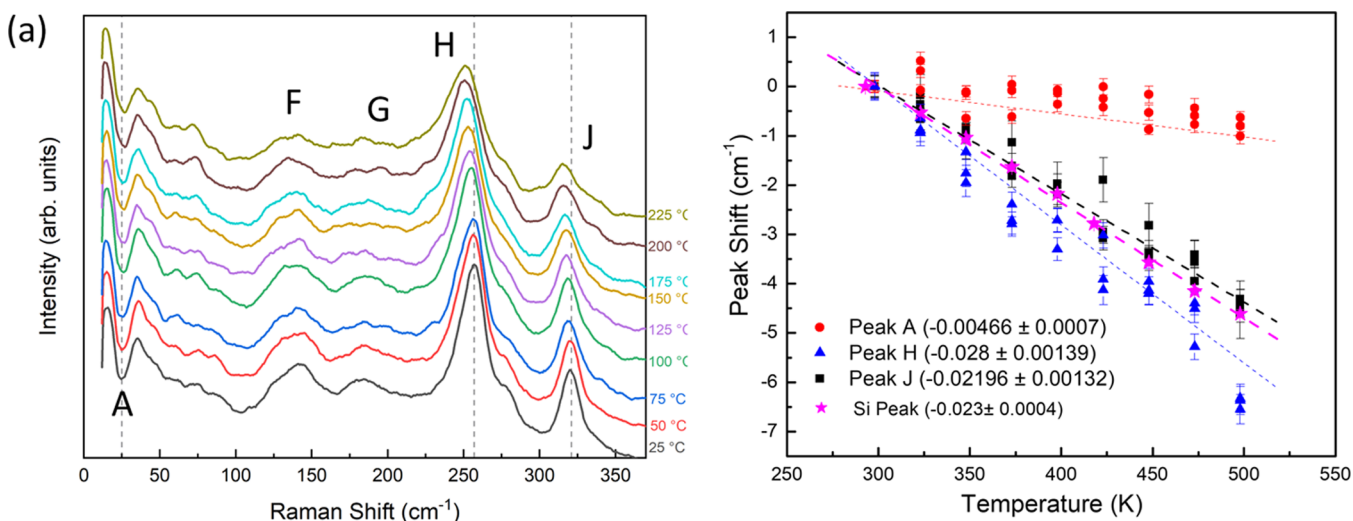 (a)
H
F
G
J
A
225 °C
200 °C
175 °C
150 °C
125 °C
100 °C
75 °C
50 °C
25 °C
Intensity (arb. units)
0 50 100 150 200 250 300 350
Raman Shift (cm⁻¹)
1
0
-1
-2
-3
-4
-5
-6
-7
Peak Shift (cm⁻¹)
Peak A (-0.00466 ± 0.0007)
Peak H (-0.028 ± 0.00139)
Peak J (-0.02196 ± 0.00132)
Si Peak (-0.023± 0.0004)
250 300 350 400 450 500 550
Temperature (K)